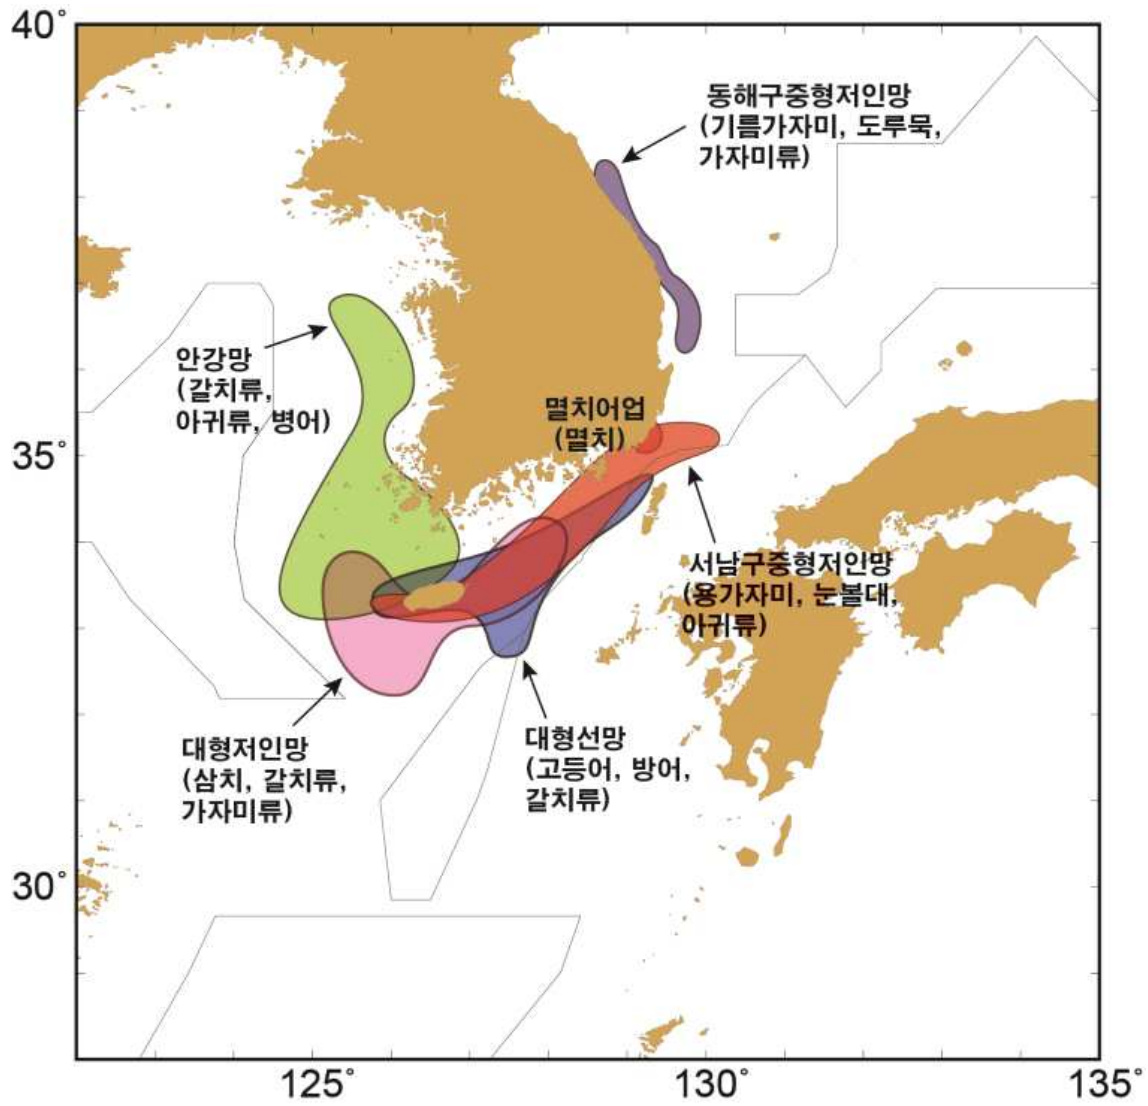 40°
동해구중형저인망
(기름가자미, 도루묵,
가자미류)
안강망
(갈치류,
아귀류, 병어)
멸치어업
(멸치)
35°
서남구중형저인망
(용가자미, 눈볼대,
아귀류)
대형저인망
(삼치, 갈치류,
가자미류)
대형선망
(고등어, 방어,
갈치류)
30°
125°
130°
135°